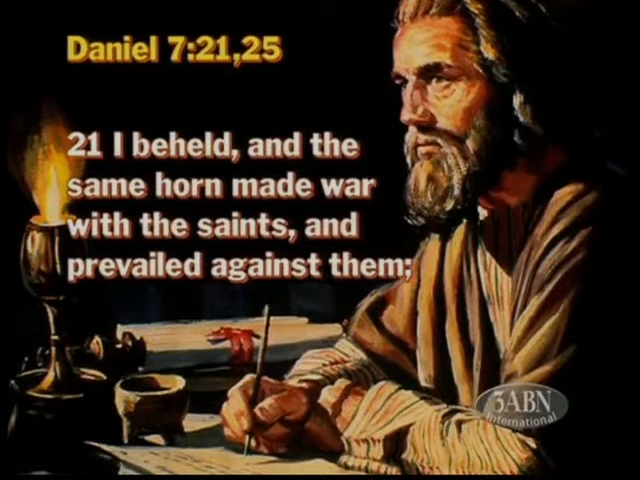 Daniel 7:21,25
21 I beheld, and the
same horn made war
with the saints, and
prevailed against them;
3ABN
International